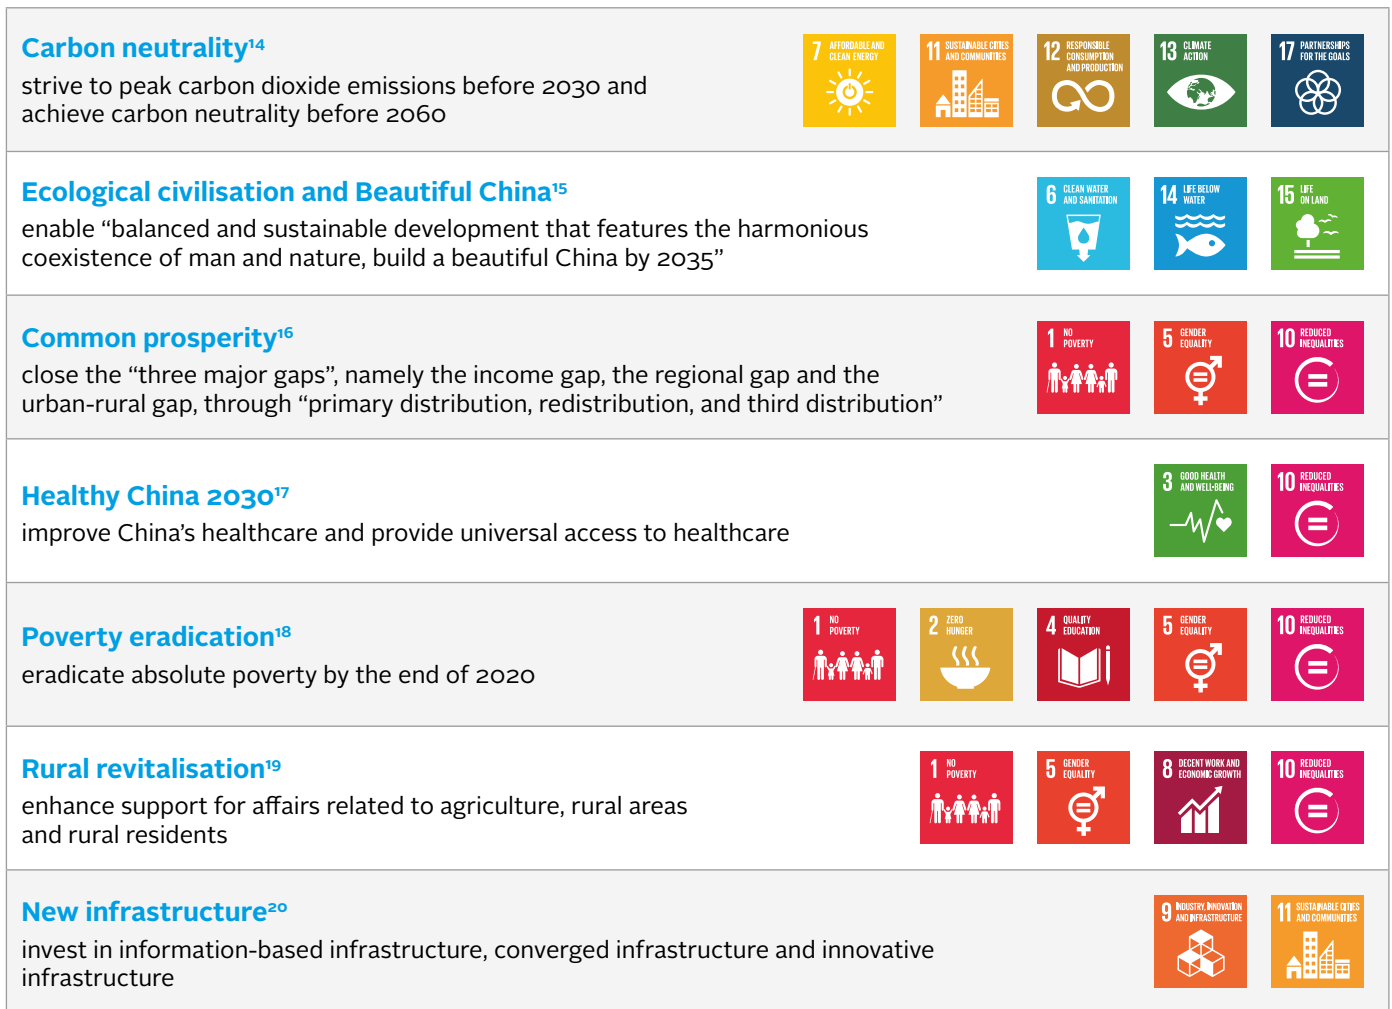 Carbon neutrality14
strive to peak carbon dioxide emissions before 2030 and
achieve carbon neutrality before 2060
7 AFFORDABLE AND
CLEAN ENERGY
11 SUSTAINABLE CITIES
AND COMMUNITIES
12 RESPONSIBLE
CONSUMPTION
AND PRODUCTION
13 CLIMATE
ACTION
17 PARTNERSHIPS
FOR THE GOALS
Ecological civilisation and Beautiful China15
enable “balanced and sustainable development that features the harmonious
coexistence of man and nature, build a beautiful China by 2035”
6 CLEAN WATER
AND SANITATION
14 LIFE BELOW
WATER
15 LIFE
ON LAND
Common prosperity16
close the “three major gaps”, namely the income gap, the regional gap and the
urban-rural gap, through “primary distribution, redistribution, and third distribution”
1 NO
POVERTY
5 GENDER
EQUALITY
10 REDUCED
INEQUALITIES
Healthy China 203017
improve China’s healthcare and provide universal access to healthcare
3 GOOD HEALTH
AND WELL-BEING
10 REDUCED
INEQUALITIES
Poverty eradication18
eradicate absolute poverty by the end of 2020
1 NO
POVERTY
2 ZERO
HUNGER
4 QUALITY
EDUCATION
5 GENDER
EQUALITY
10 REDUCED
INEQUALITIES
Rural revitalisation19
enhance support for affairs related to agriculture, rural areas
and rural residents
1 NO
POVERTY
5 GENDER
EQUALITY
8 DECENT WORK AND
ECONOMIC GROWTH
10 REDUCED
INEQUALITIES
New infrastructure20
invest in information-based infrastructure, converged infrastructure and innovative
infrastructure
9 INDUSTRY, INNOVATION
AND INFRASTRUCTURE
11 SUSTAINABLE CITIES
AND COMMUNITIES